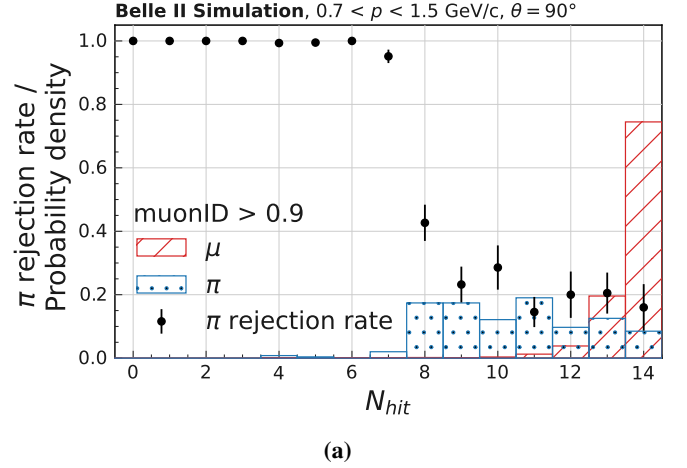 Belle II Simulation, 0.7 < p < 1.5 GeV/c, θ = 90°
π rejection rate /
Probability density
1.0
0.8
0.6
0.4
0.2
0.0
muonID > 0.9
μ
π
π rejection rate
0 2 4 6 8 10 12 14
N_hit
(a)